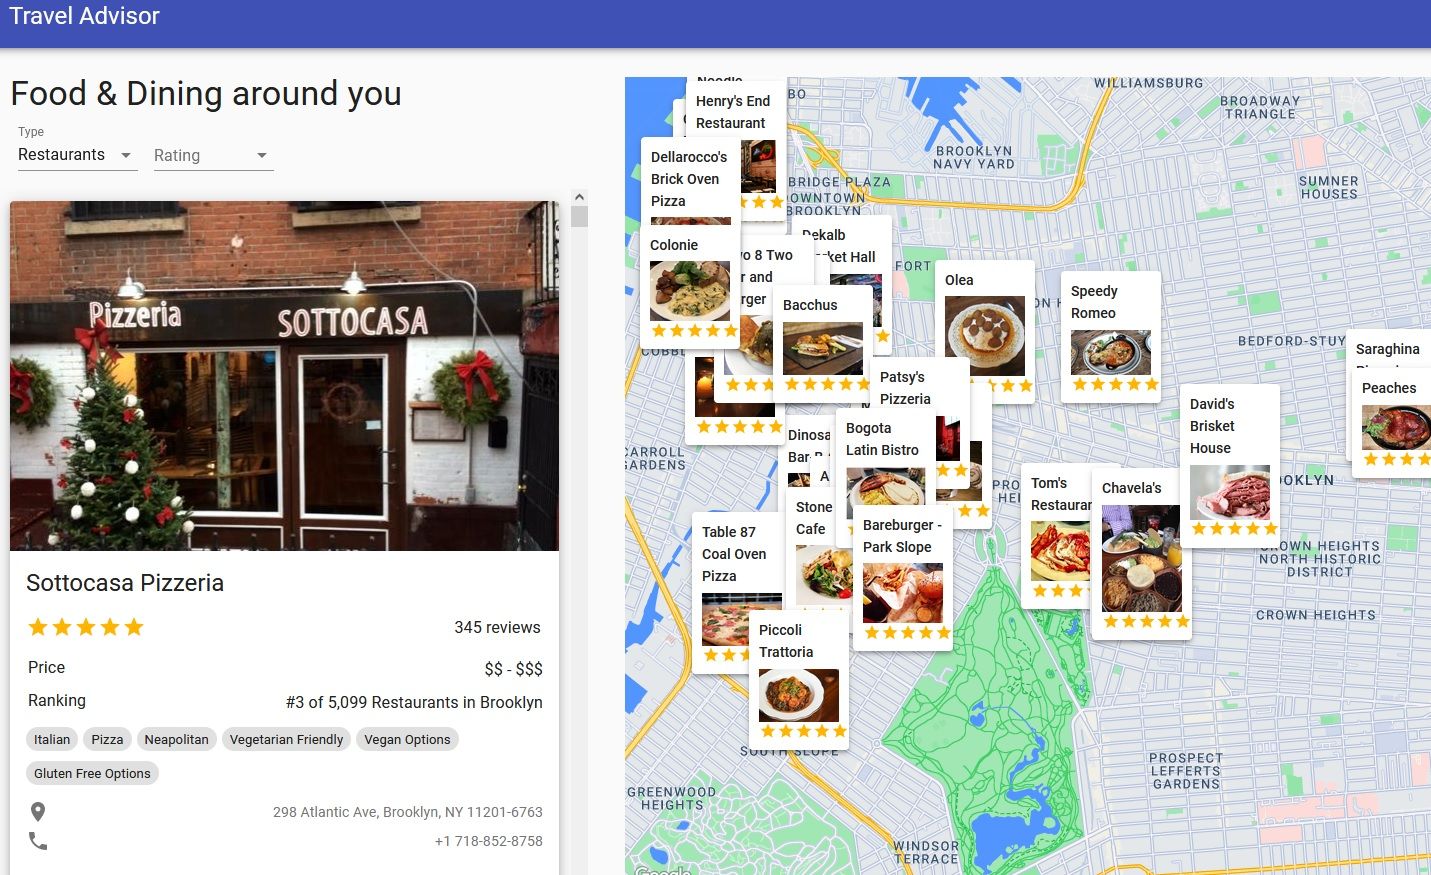 Travel Advisor
Food & Dining around you
Type
Restaurants
Rating
Pizzeria
SOTTOCASA
Sottocasa Pizzeria
345 reviews
Price
$$ - $$$
Ranking
#3 of 5,099 Restaurants in Brooklyn
Italian
Pizza
Neapolitan
Vegetarian Friendly
Vegan Options
Gluten Free Options
298 Atlantic Ave, Brooklyn, NY 11201-6763
+1 718-852-8758
Noodle
Henry's End
Restaurant
Dellarocco's
Brick Oven
Pizza
Colonie
Dekalb
Bacchus
Olea
Speedy
Romeo
Saraghina
Peaches
Patsy's
Pizzeria
David's
Brisket
House
Bogota
Latin Bistro
Tom's
Chavela's
Stone
Cafe
Bareburger -
Park Slope
Table 87
Coal Oven
Pizza
Piccoli
Trattoria
WILLIAMSBURG
BROADWAY
TRIANGLE
BROOKLYN
NAVY YARD
BRIDGE PLAZA
SUMNER
HOUSES
BROOKLYN
FORT
BEDFORD-STUY
CARROLL
GARDENS
CROWN HEIGHTS
NORTH HISTORIC
DISTRICT
CROWN HEIGHTS
SOUTH SLOPE
GREENWOOD
HEIGHTS
PROSPECT
LEFFERTS
GARDENS
WINDSOR
TERRACE
Google